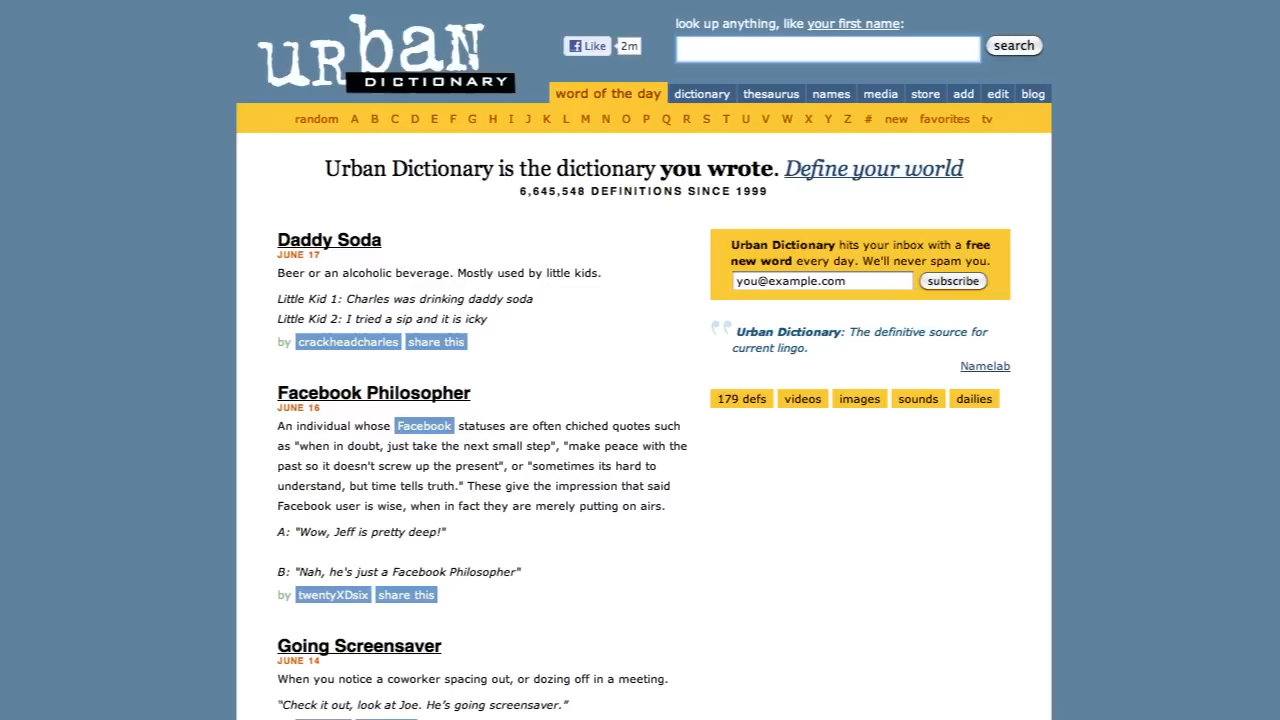 urban
DICTIONARY
Like 2m
look up anything, like your first name:
search
word of the day dictionary thesaurus names media store add edit blog
random A B C D E F G H I J K L M N O P Q R S T U V W X Y Z # new favorites tv
Urban Dictionary is the dictionary you wrote. Define your world
6,645,548 DEFINITIONS SINCE 1999
Daddy Soda
JUNE 17
Beer or an alcoholic beverage. Mostly used by little kids.
Little Kid 1: Charles was drinking daddy soda
Little Kid 2: I tried a sip and it is icky
by crackheadcharles share this
Facebook Philosopher
JUNE 16
An individual whose Facebook statuses are often chiched quotes such
as "when in doubt, just take the next small step", "make peace with the
past so it doesn't screw up the present", or "sometimes its hard to
understand, but time tells truth." These give the impression that said
Facebook user is wise, when in fact they are merely putting on airs.
A: "Wow, Jeff is pretty deep!"
B: "Nah, he's just a Facebook Philosopher"
by twentyXDsix share this
Going Screensaver
JUNE 14
When you notice a coworker spacing out, or dozing off in a meeting.
"Check it out, look at Joe. He's going screensaver."
Urban Dictionary hits your inbox with a free
new word every day. We'll never spam you.
you@example.com subscribe
Urban Dictionary: The definitive source for
current lingo.
Namelab
179 defs videos images sounds dailies